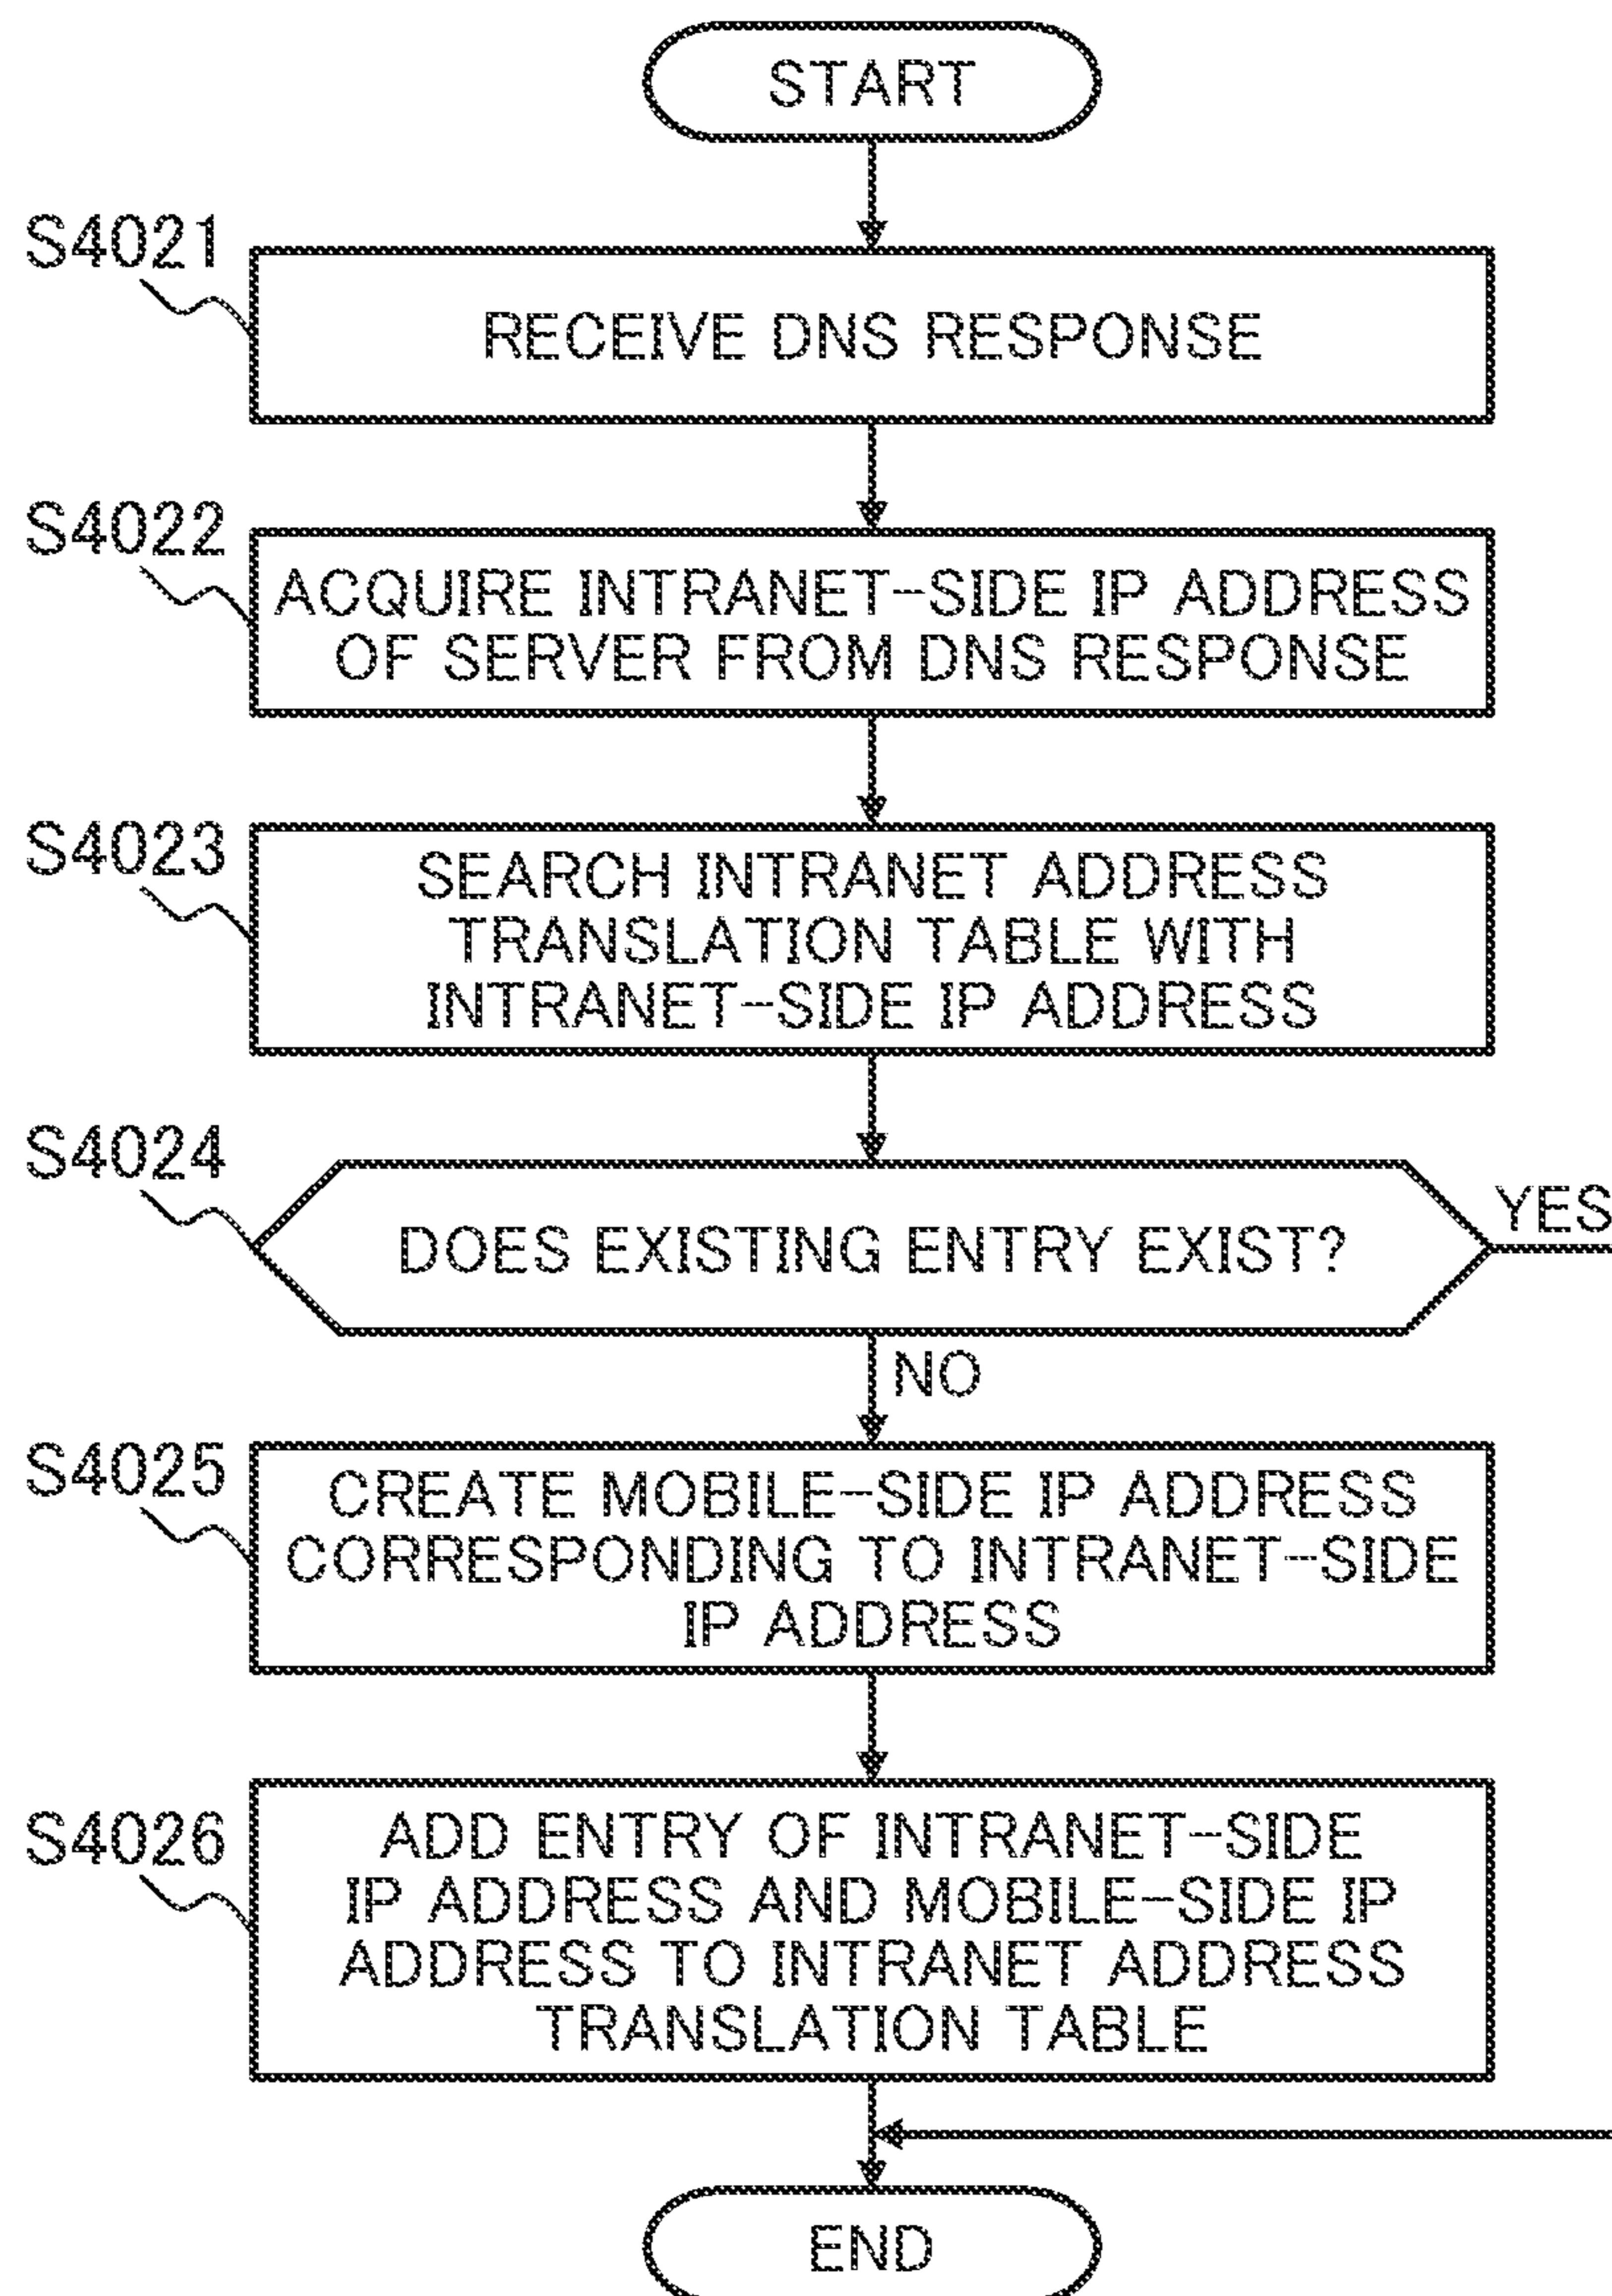 START
S4021
RECEIVE DNS RESPONSE
S4022
ACQUIRE INTRANET-SIDE IP ADDRESS
OF SERVER FROM DNS RESPONSE
S4023
SEARCH INTRANET ADDRESS
TRANSLATION TABLE WITH
INTRANET-SIDE IP ADDRESS
S4024
DOES EXISTING ENTRY EXIST?
YES
NO
S4025
CREATE MOBILE-SIDE IP ADDRESS
CORRESPONDING TO INTRANET-SIDE
IP ADDRESS
S4026
ADD ENTRY OF INTRANET-SIDE
IP ADDRESS AND MOBILE-SIDE IP
ADDRESS TO INTRANET ADDRESS
TRANSLATION TABLE
END